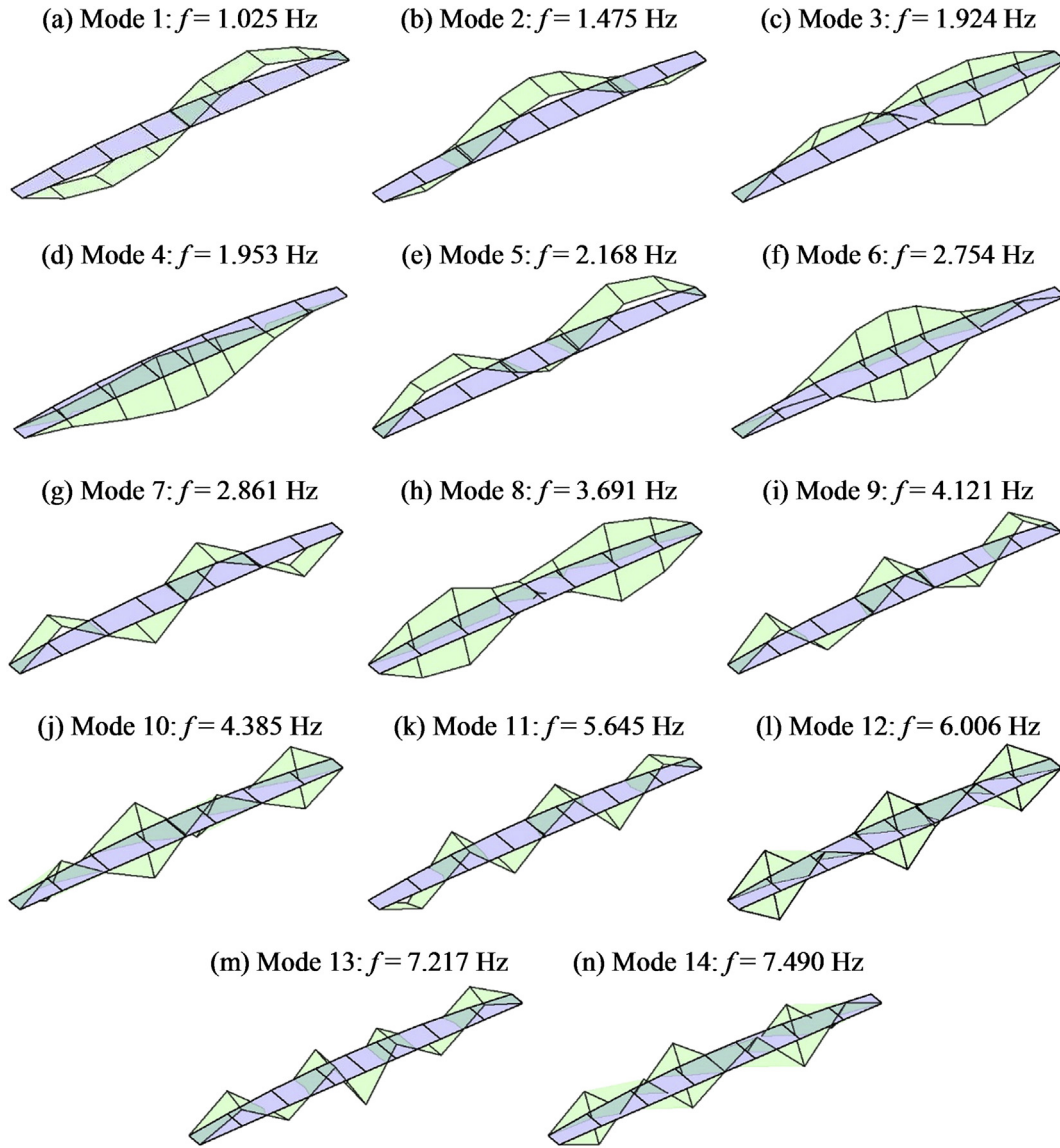 (a) Mode 1: f = 1.025 Hz
(b) Mode 2: f = 1.475 Hz
(c) Mode 3: f = 1.924 Hz
(d) Mode 4: f = 1.953 Hz
(e) Mode 5: f = 2.168 Hz
(f) Mode 6: f = 2.754 Hz
(g) Mode 7: f = 2.861 Hz
(h) Mode 8: f = 3.691 Hz
(i) Mode 9: f = 4.121 Hz
(j) Mode 10: f = 4.385 Hz
(k) Mode 11: f = 5.645 Hz
(l) Mode 12: f = 6.006 Hz
(m) Mode 13: f = 7.217 Hz
(n) Mode 14: f = 7.490 Hz